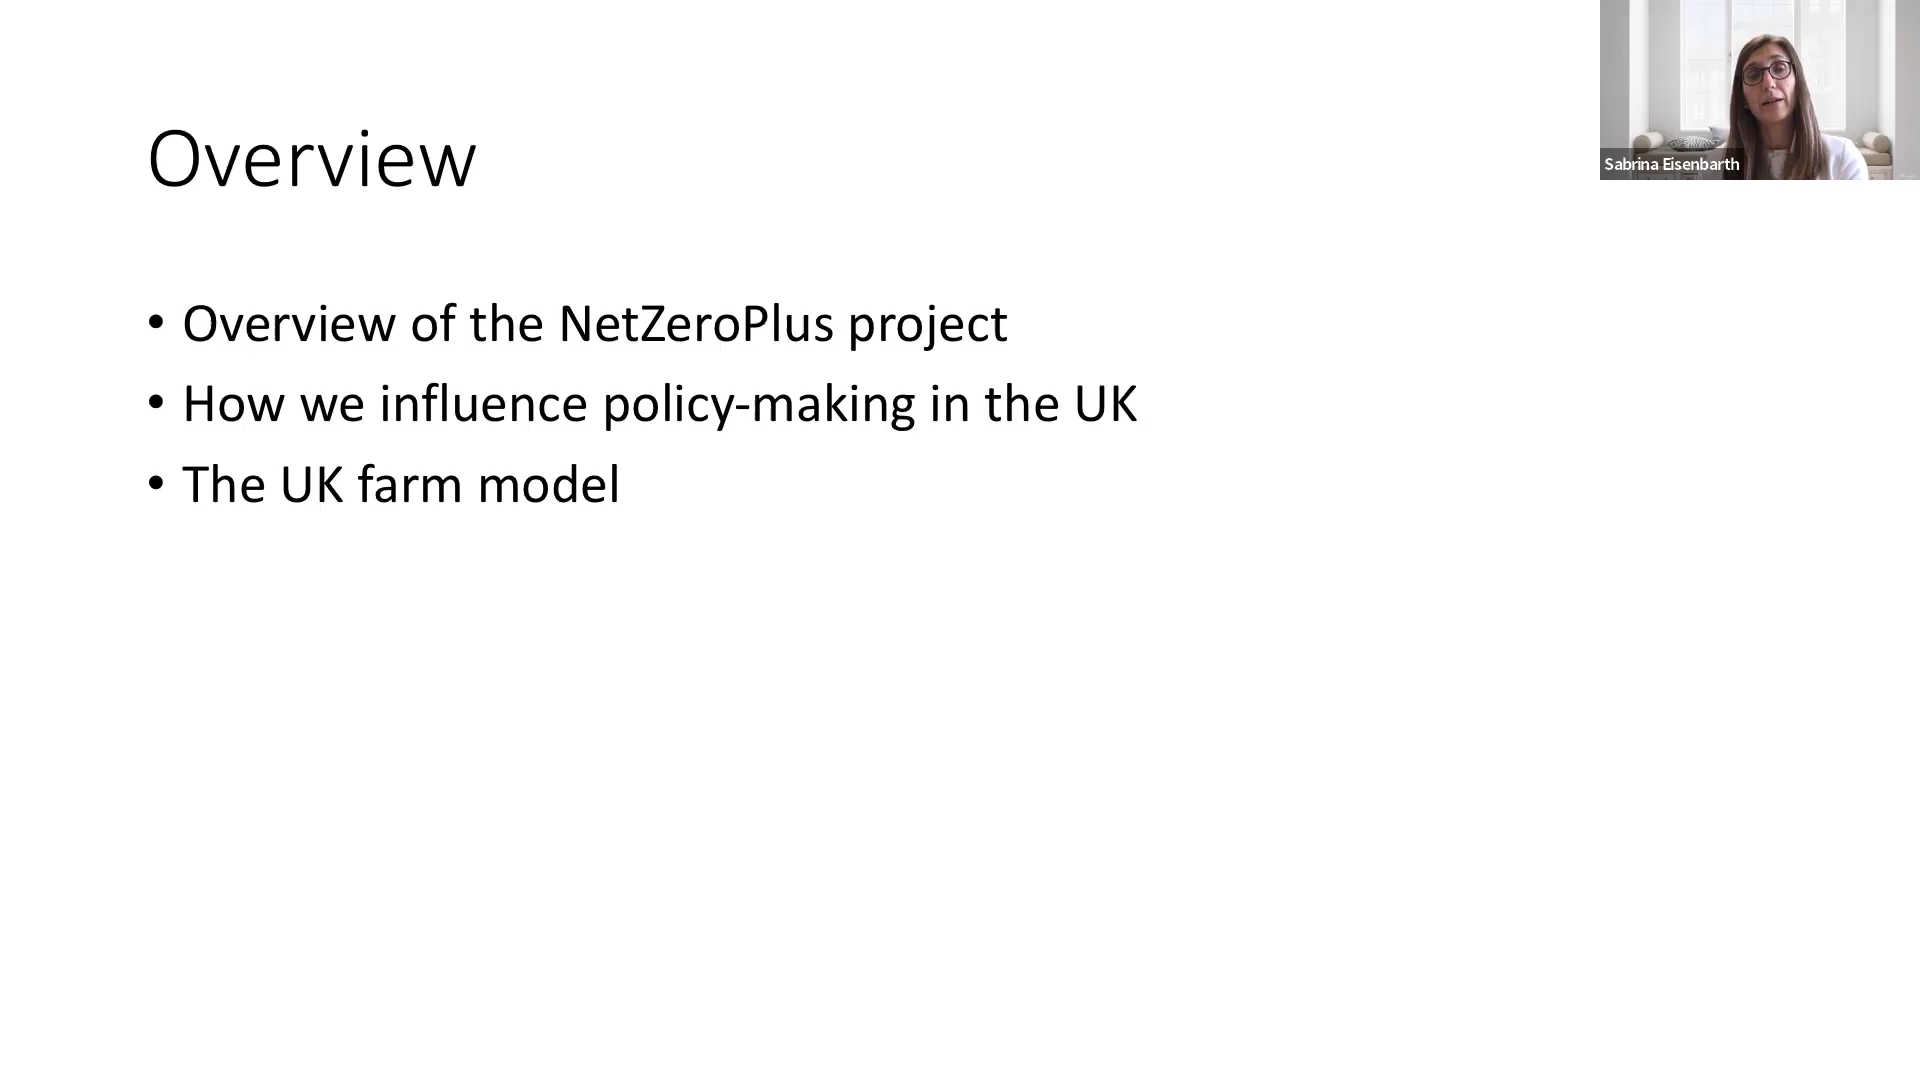 Overview
• Overview of the NetZeroPlus project
• How we influence policy-making in the UK
• The UK farm model
Sabrina Eisenbarth